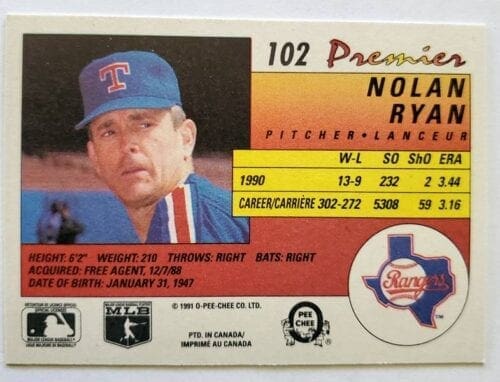 102 Premier
NOLAN
RYAN
PITCHER • LANCEUR
W-L SO ShO ERA
1990 13-9 232 2 3.44
CAREER/CARRIÈRE 302-272 5308 59 3.16
T
HEIGHT: 6'2" WEIGHT: 210 THROWS: RIGHT BATS: RIGHT
ACQUIRED: FREE AGENT, 12/7/88
DATE OF BIRTH: JANUARY 31, 1947
Rangers
TM
MLB
© 1991 O-PEE-CHEE CO. LTD.
PTD. IN CANADA/
IMPRIMÉ AU CANADA
O
PEE
CHEE